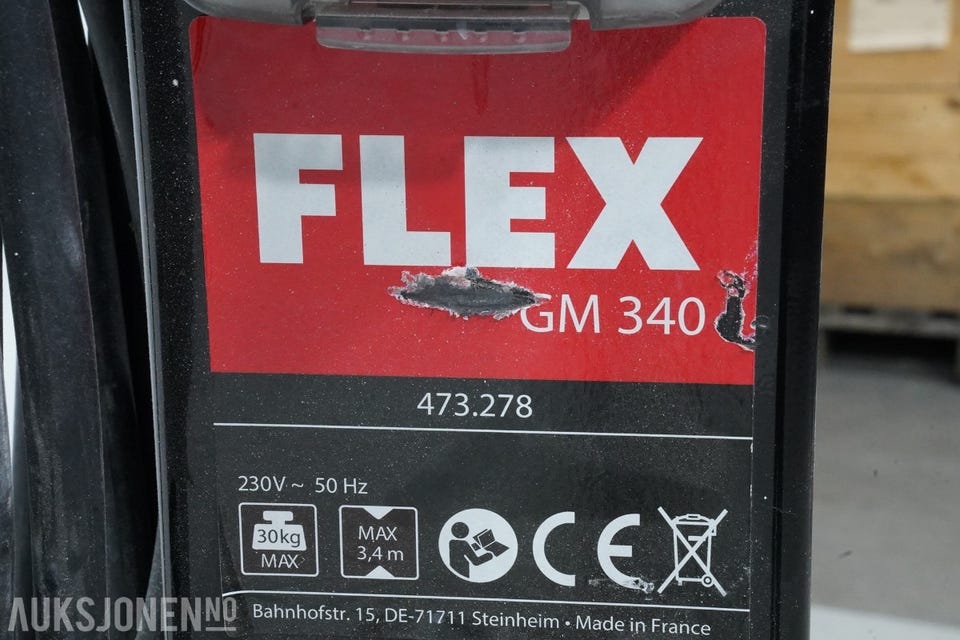 FLEX
GM 340
473.278
230V ~ 50 Hz
30kg
MAX
MAX
3,4 m
CE
Bahnhofstr. 15, DE-71711 Steinheim • Made in France
AUKSJONEN.NO